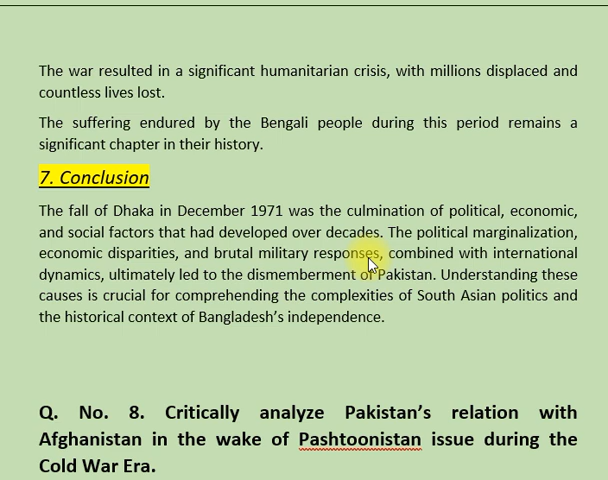 The war resulted in a significant humanitarian crisis, with millions displaced and
countless lives lost.
The suffering endured by the Bengali people during this period remains a
significant chapter in their history.
7. Conclusion
The fall of Dhaka in December 1971 was the culmination of political, economic,
and social factors that had developed over decades. The political marginalization,
economic disparities, and brutal military responses, combined with international
dynamics, ultimately led to the dismemberment of Pakistan. Understanding these
causes is crucial for comprehending the complexities of South Asian politics and
the historical context of Bangladesh’s independence.
Q. No. 8. Critically analyze Pakistan’s relation with
Afghanistan in the wake of Pashtoonistan issue during the
Cold War Era.